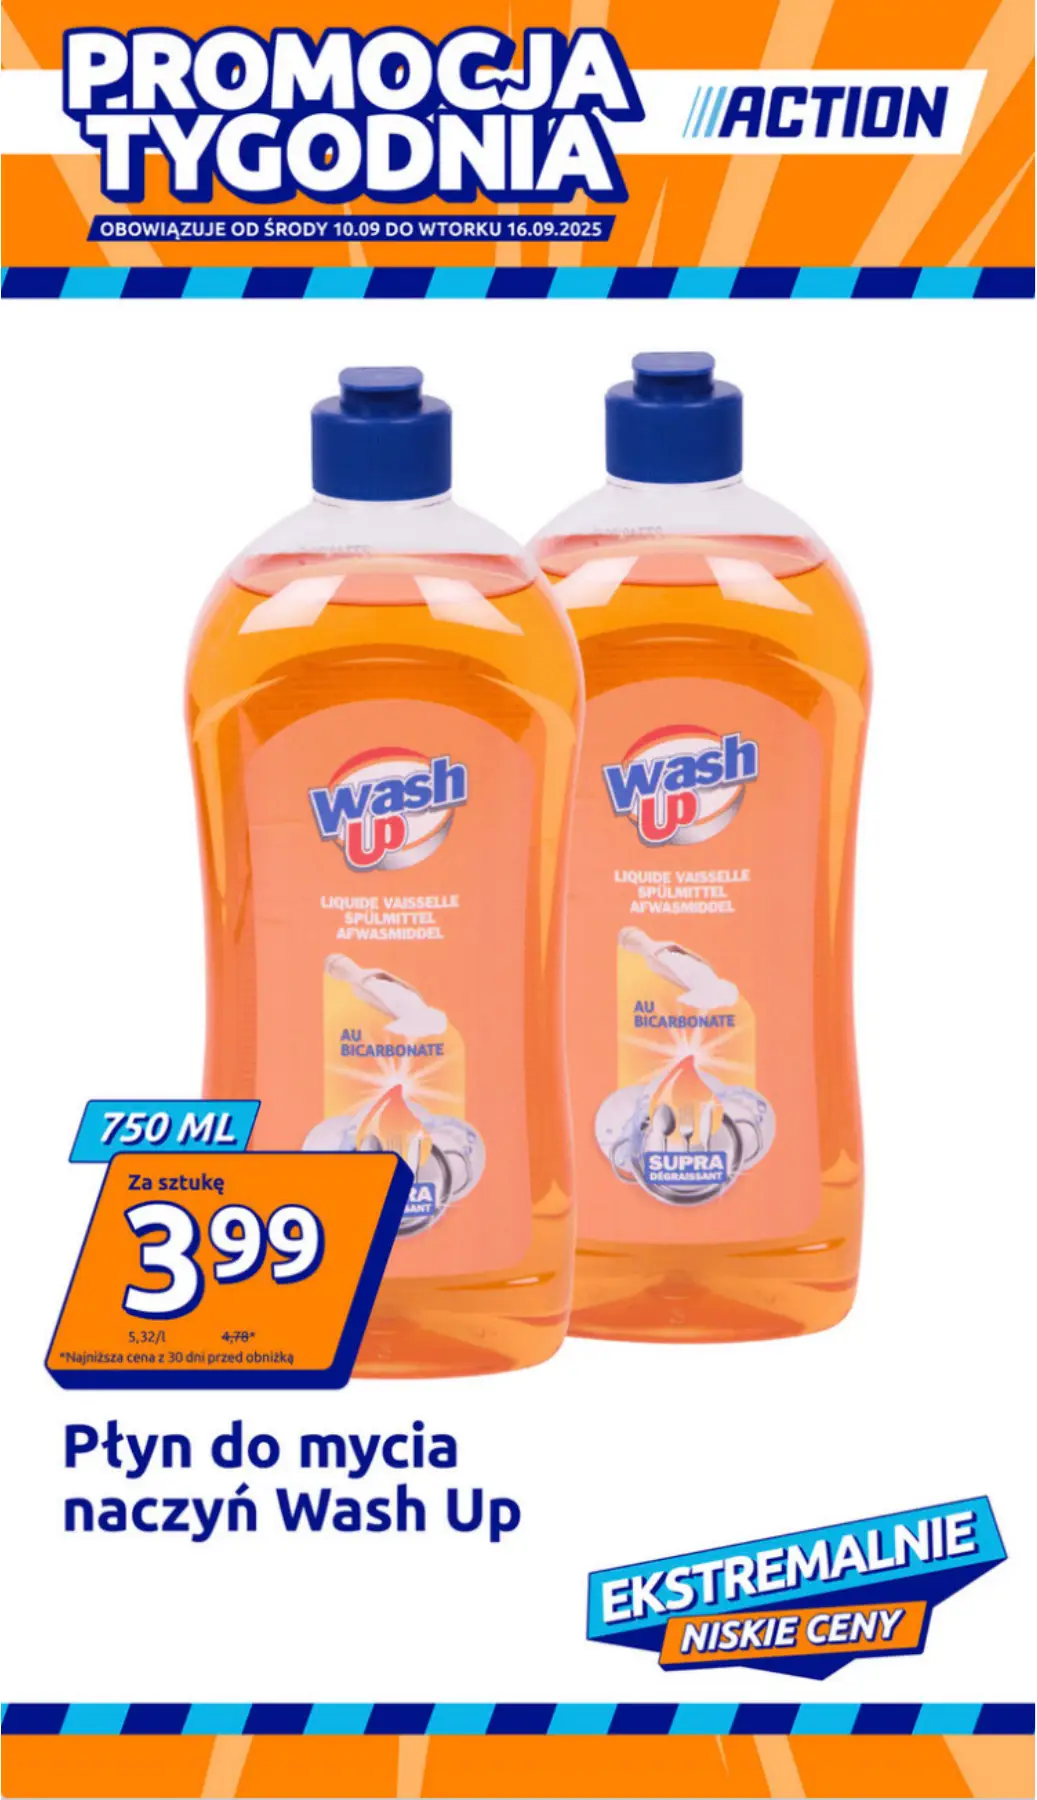 PROMOCJA
TYGODNIA
ACTION
OBOWIĄZUJE OD ŚRODY 10.09 DO WTORKU 16.09.2025
Wash
Up
LIQUIDE VAISSELLE
SPÜLMITTEL
AFWASMIDDEL
AU
BICARBONATE
RA
SANT
Wash
Up
LIQUIDE VAISSELLE
SPÜLMITTEL
AFWASMIDDEL
AU
BICARBONATE
SUPRA
DÉGRAISSANT
750 ML
Za sztukę
3.99
5,32/l 4,78*
*Najniższa cena z 30 dni przed obniżką
Płyn do mycia
naczyń Wash Up
EKSTREMALNIE
NISKIE CENY